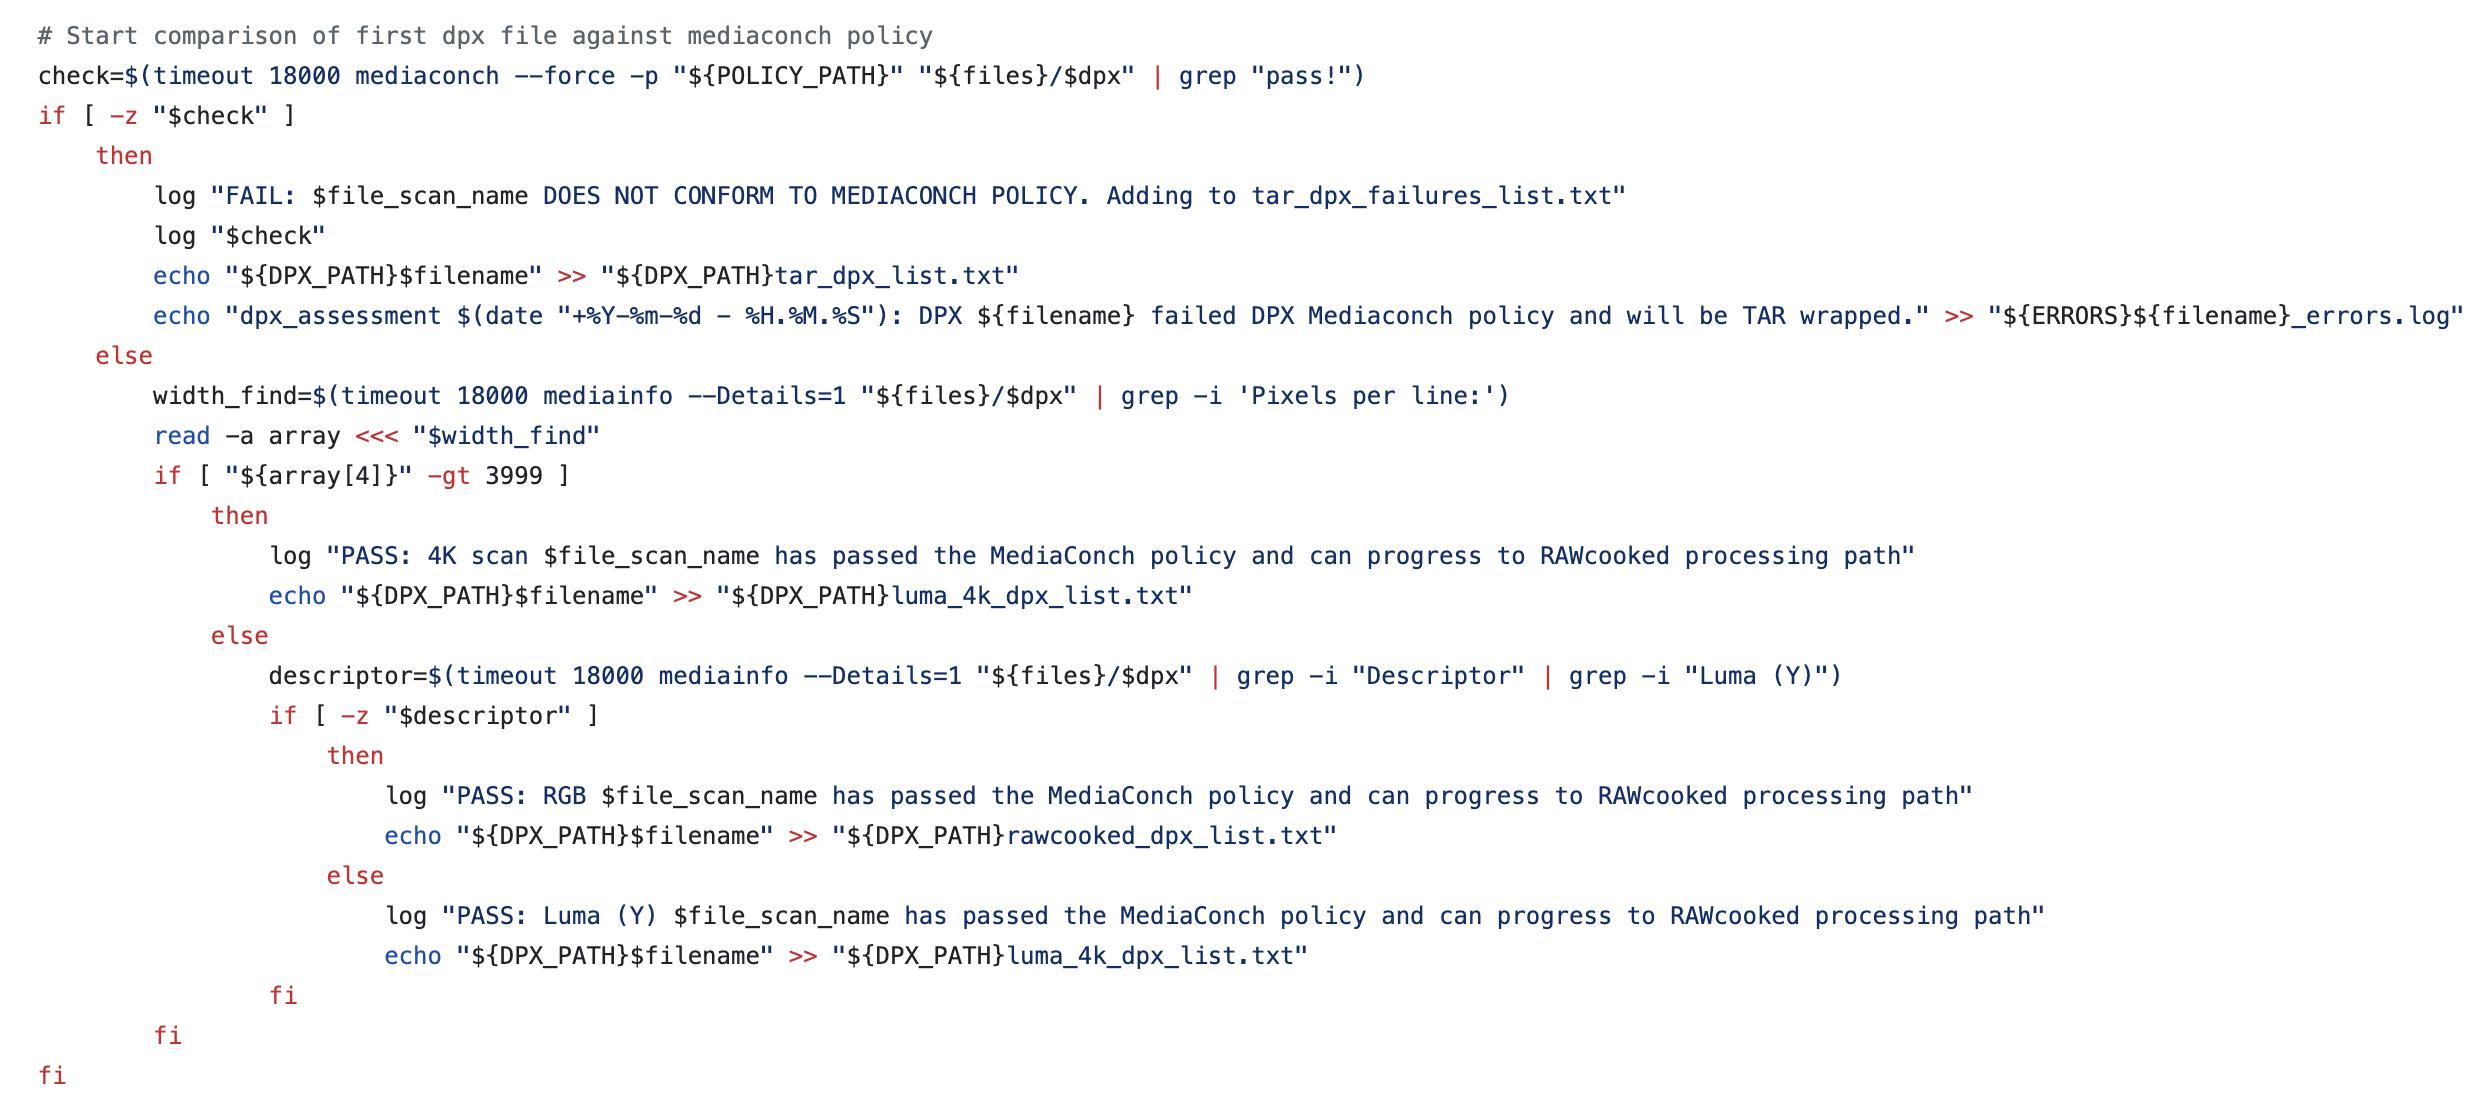 # Start comparison of first dpx file against mediaconch policy
check=$(timeout 18000 mediaconch --force -p "${POLICY_PATH}" "${files}/$dpx" | grep "pass!")
if [ -z "$check" ]
    then
        log "FAIL: $file_scan_name DOES NOT CONFORM TO MEDIACONCH POLICY. Adding to tar_dpx_failures_list.txt"
        log "$check"
        echo "${DPX_PATH}$filename" >> "${DPX_PATH}tar_dpx_list.txt"
        echo "dpx_assessment $(date "+%Y-%m-%d - %H.%M.%S"): DPX ${filename} failed DPX Mediaconch policy and will be TAR wrapped." >> "${ERRORS}${filename}_errors.log"
    else
        width_find=$(timeout 18000 mediainfo --Details=1 "${files}/$dpx" | grep -i 'Pixels per line:')
        read -a array <<< "$width_find"
        if [ "${array[4]}" -gt 3999 ]
            then
                log "PASS: 4K scan $file_scan_name has passed the MediaConch policy and can progress to RAWcooked processing path"
                echo "${DPX_PATH}$filename" >> "${DPX_PATH}luma_4k_dpx_list.txt"
            else
                descriptor=$(timeout 18000 mediainfo --Details=1 "${files}/$dpx" | grep -i "Descriptor" | grep -i "Luma (Y)")
                if [ -z "$descriptor" ]
                    then
                        log "PASS: RGB $file_scan_name has passed the MediaConch policy and can progress to RAWcooked processing path"
                        echo "${DPX_PATH}$filename" >> "${DPX_PATH}rawcooked_dpx_list.txt"
                    else
                        log "PASS: Luma (Y) $file_scan_name has passed the MediaConch policy and can progress to RAWcooked processing path"
                        echo "${DPX_PATH}$filename" >> "${DPX_PATH}luma_4k_dpx_list.txt"
                fi
        fi
fi